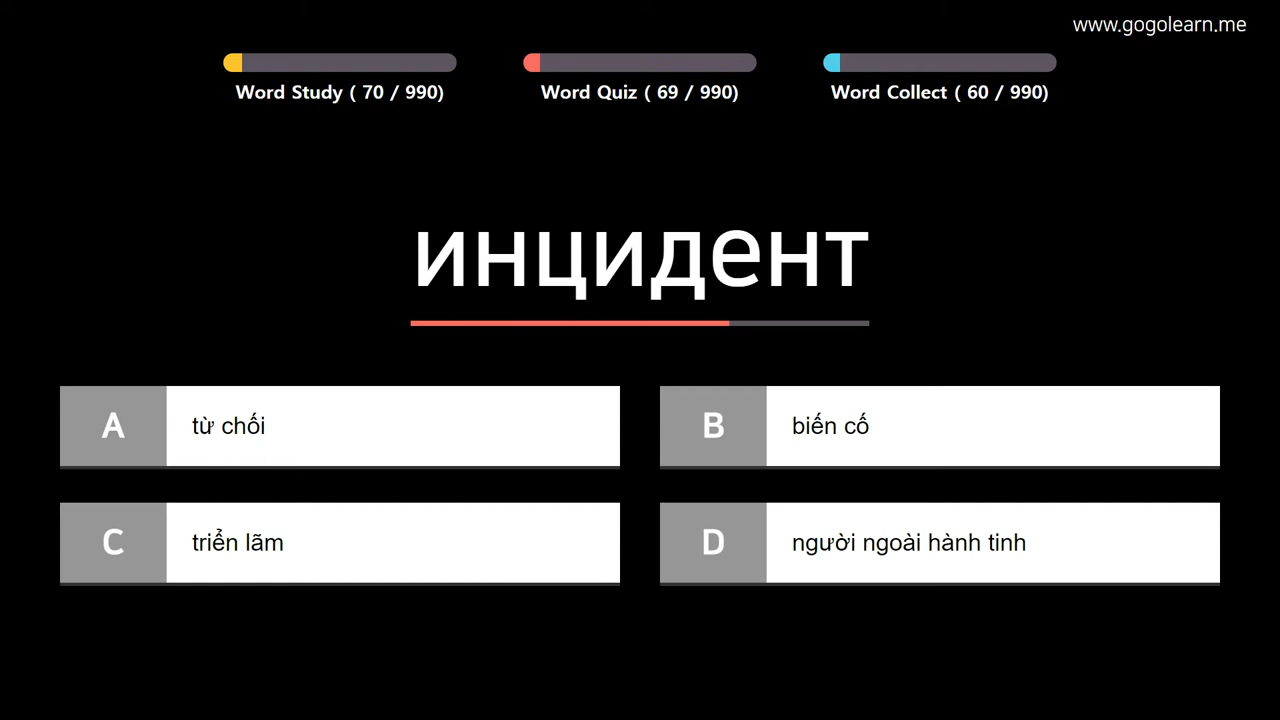 www.gogolearn.me
Word Study ( 70 / 990)
Word Quiz ( 69 / 990)
Word Collect ( 60 / 990)
инцидент
A từ chối
B biến cố
C triển lãm
D người ngoài hành tinh